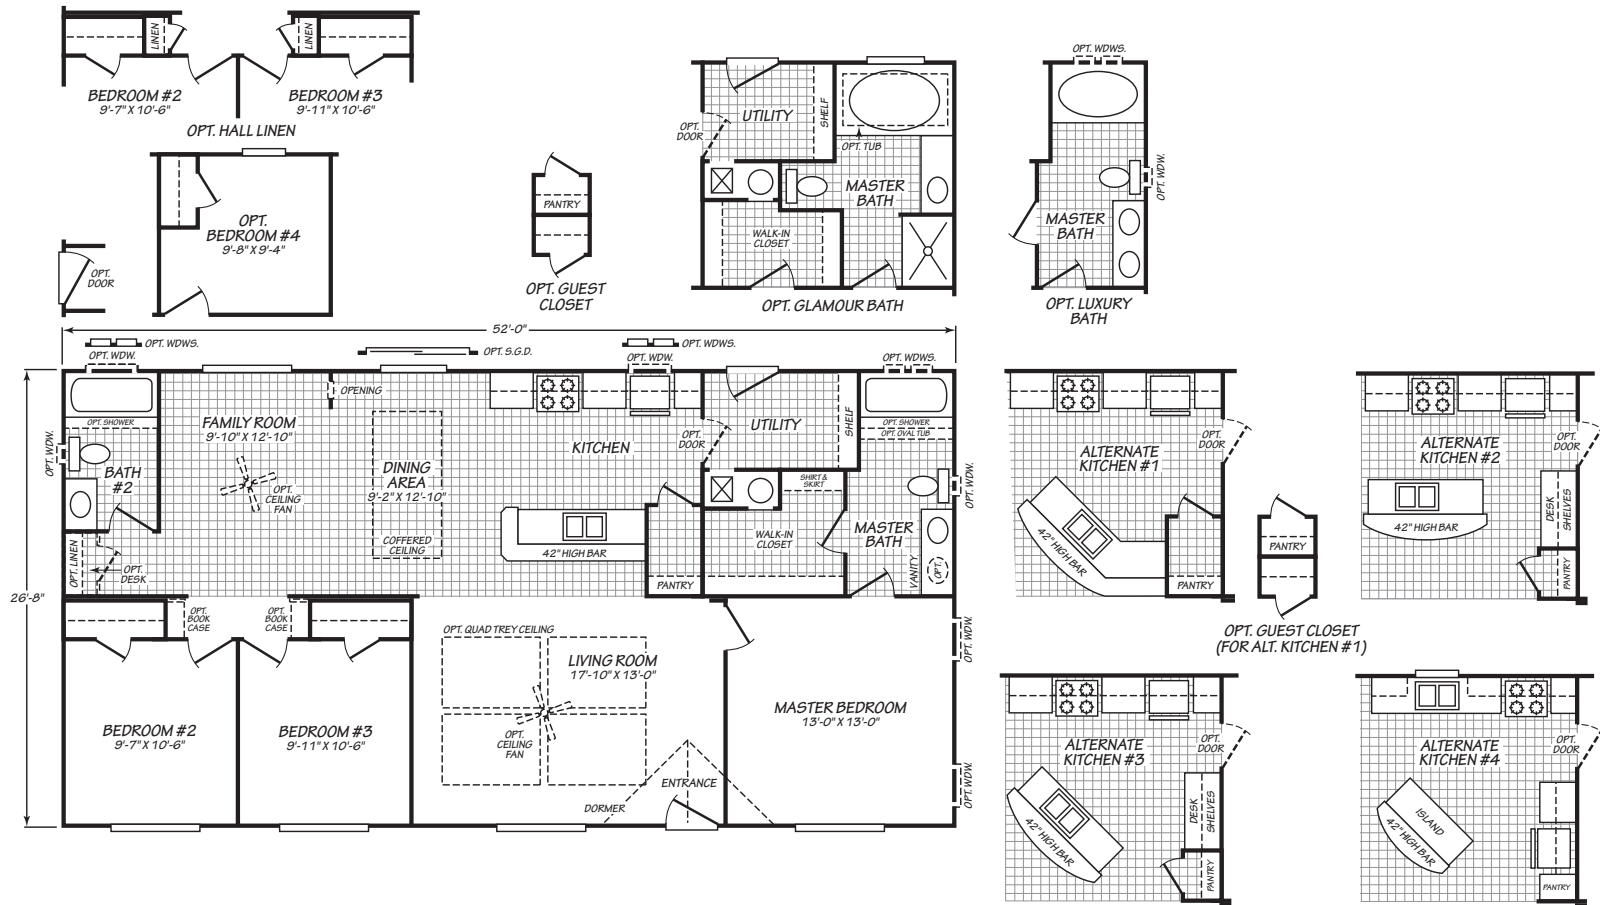 LINEN
LINEN
BEDROOM #2
9'-7" X 10'-6"
BEDROOM #3
9'-11" X 10'-6"
OPT. HALL LINEN
OPT.
BEDROOM #4
9'-8" X 9'-4"
OPT.
DOOR
PANTRY
OPT. GUEST
CLOSET
UTILITY
SHELF
OPT.
DOOR
OPT. TUB
MASTER
BATH
WALK-IN
CLOSET
OPT. GLAMOUR BATH
OPT. WDWS.
OPT. WDW.
MASTER
BATH
OPT. LUXURY
BATH
52'-0"
OPT. WDWS.
OPT. WDW.
OPT. S.G.D.
OPT. WDWS.
OPT. WDW.
OPT. WDWS.
26'-8"
OPT. SHOWER
OPT. WDW.
BATH
#2
OPT. LINEN
OPT.
DESK
FAMILY ROOM
9'-10" X 12'-10"
OPT.
CEILING
FAN
OPENING
DINING
AREA
9'-2" X 12'-10"
COFFERED
CEILING
KITCHEN
42" HIGH BAR
PANTRY
OPT.
DOOR
UTILITY
SHELF
SHIRT &
SKIRT
WALK-IN
CLOSET
OPT. SHOWER
OPT. OVAL TUB
OPT. WDW.
MASTER
BATH
VANITY
OPT.
OPT.
BOOK
CASE
OPT.
BOOK
CASE
BEDROOM #2
9'-7" X 10'-6"
BEDROOM #3
9'-11" X 10'-6"
OPT. QUAD TREY CEILING
LIVING ROOM
17'-10" X 13'-0"
OPT.
CEILING
FAN
DORMER
ENTRANCE
MASTER BEDROOM
13'-0" X 13'-0"
OPT. WDW.
OPT. WDW.
ALTERNATE
KITCHEN #1
OPT.
DOOR
42" HIGH BAR
PANTRY
PANTRY
OPT. GUEST CLOSET
(FOR ALT. KITCHEN #1)
ALTERNATE
KITCHEN #2
OPT.
DOOR
42" HIGH BAR
DESK
SHELVES
PANTRY
ALTERNATE
KITCHEN #3
OPT.
DOOR
42" HIGH BAR
DESK
SHELVES
PANTRY
ALTERNATE
KITCHEN #4
OPT.
DOOR
ISLAND
42" HIGH BAR
PANTRY